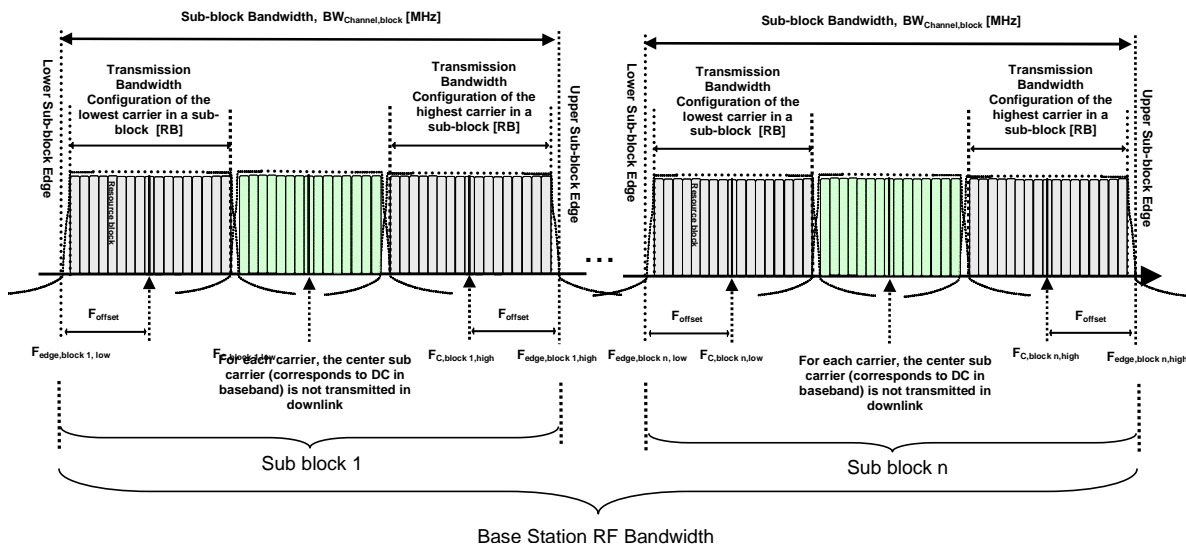 Sub-block Bandwidth, BWChannel,block [MHz]
Lower Sub-block Edge
Transmission
Bandwidth
Configuration of the
lowest carrier in a sub-
block [RB]
Transmission
Bandwidth
Configuration of
the highest carrier in
a sub-block [RB]
Upper Sub-block Edge
Resource block
Foffset
Foffset
Fedge,block 1, low
FC,block 1,low
FC,block 1,high
Fedge,block 1,high
For each carrier, the center sub
carrier (corresponds to DC in
baseband) is not transmitted in
downlink
Sub block 1
...
Sub-block Bandwidth, BWChannel,block [MHz]
Lower Sub-block Edge
Transmission
Bandwidth
Configuration of the
lowest carrier in a
sub-block [RB]
Transmission
Bandwidth
Configuration of the
highest carrier in a
sub-block [RB]
Upper Sub-block Edge
Resource block
Foffset
Foffset
Fedge,block n,low
FC,block n,low
FC,block n,high
Fedge,block n,high
For each carrier, the center sub
carrier (corresponds to DC in
baseband) is not transmitted in
downlink
Sub block n
Base Station RF Bandwidth